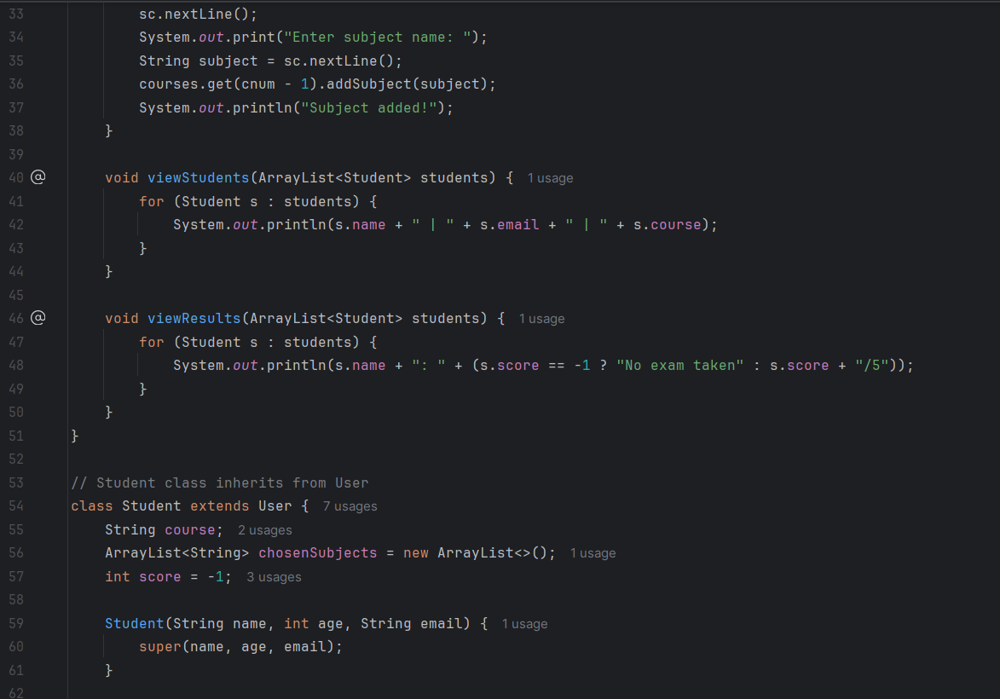 33 sc.nextLine();
34 System.out.print("Enter subject name: ");
35 String subject = sc.nextLine();
36 courses.get(cnum - 1).addSubject(subject);
37 System.out.println("Subject added!");
38 }
39
40 @ void viewStudents(ArrayList<Student> students) { 1 usage
41 for (Student s : students) {
42 System.out.println(s.name + " | " + s.email + " | " + s.course);
43 }
44 }
45
46 @ void viewResults(ArrayList<Student> students) { 1 usage
47 for (Student s : students) {
48 System.out.println(s.name + ": " + (s.score == -1 ? "No exam taken" : s.score + "/5"));
49 }
50 }
51 }
52
53 // Student class inherits from User
54 class Student extends User { 7 usages
55 String course; 2 usages
56 ArrayList<String> chosenSubjects = new ArrayList<>(); 1 usage
57 int score = -1; 3 usages
58
59 Student(String name, int age, String email) { 1 usage
60 super(name, age, email);
61 }
62